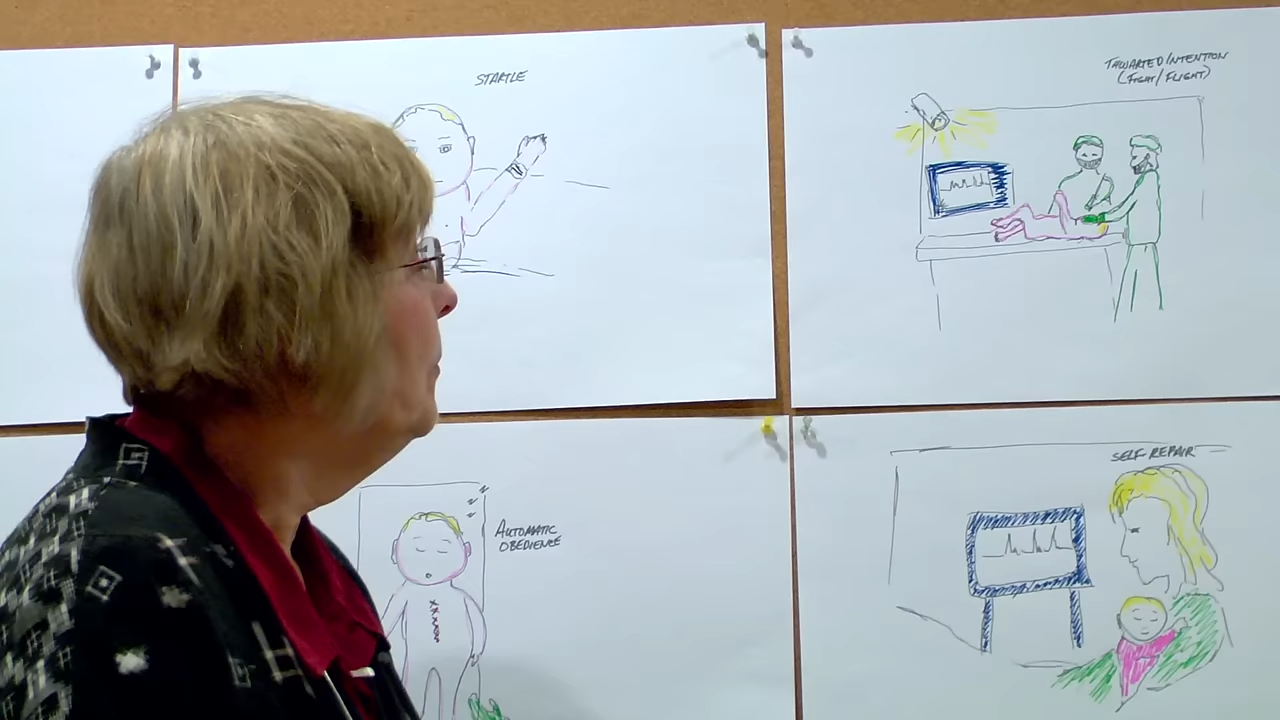 STARTLE
THWARTED INTENTION
(FIGHT/FLIGHT)
AUTOMATIC
OBEDIENCE
SELF REPAIR